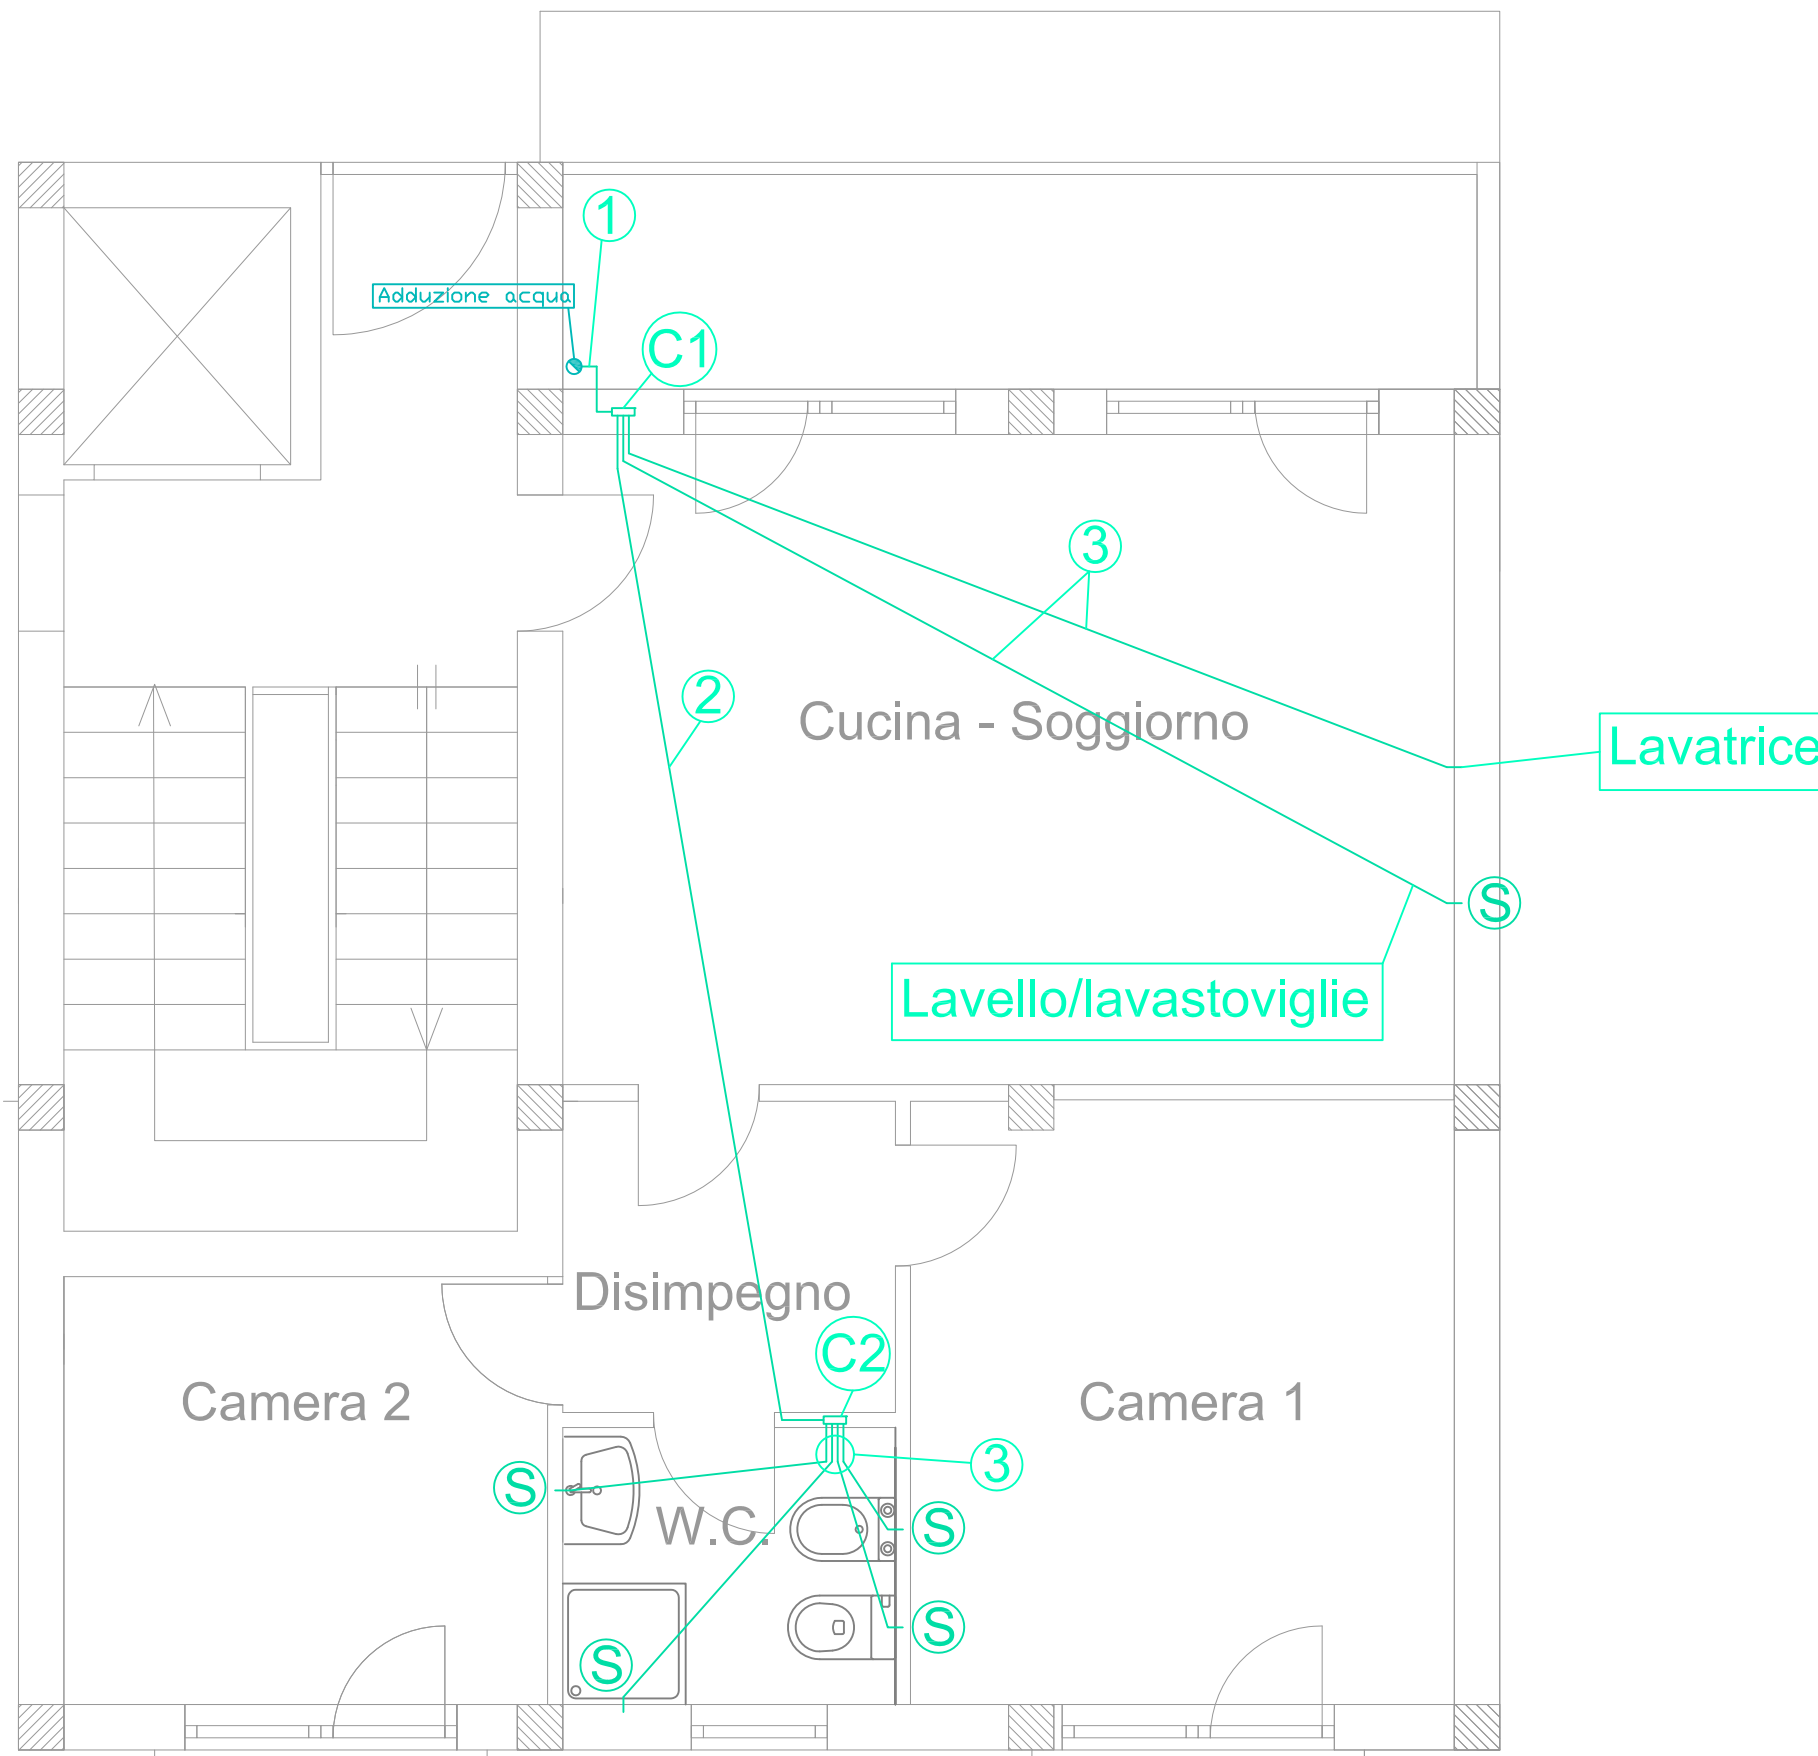 1
Adduzione acqua
C1
3
2
Cucina - Soggiorno
Lavatrice
S
Lavello/lavastoviglie
Disimpegno
C2
Camera 2
Camera 1
3
S
W.C.
S
S
S